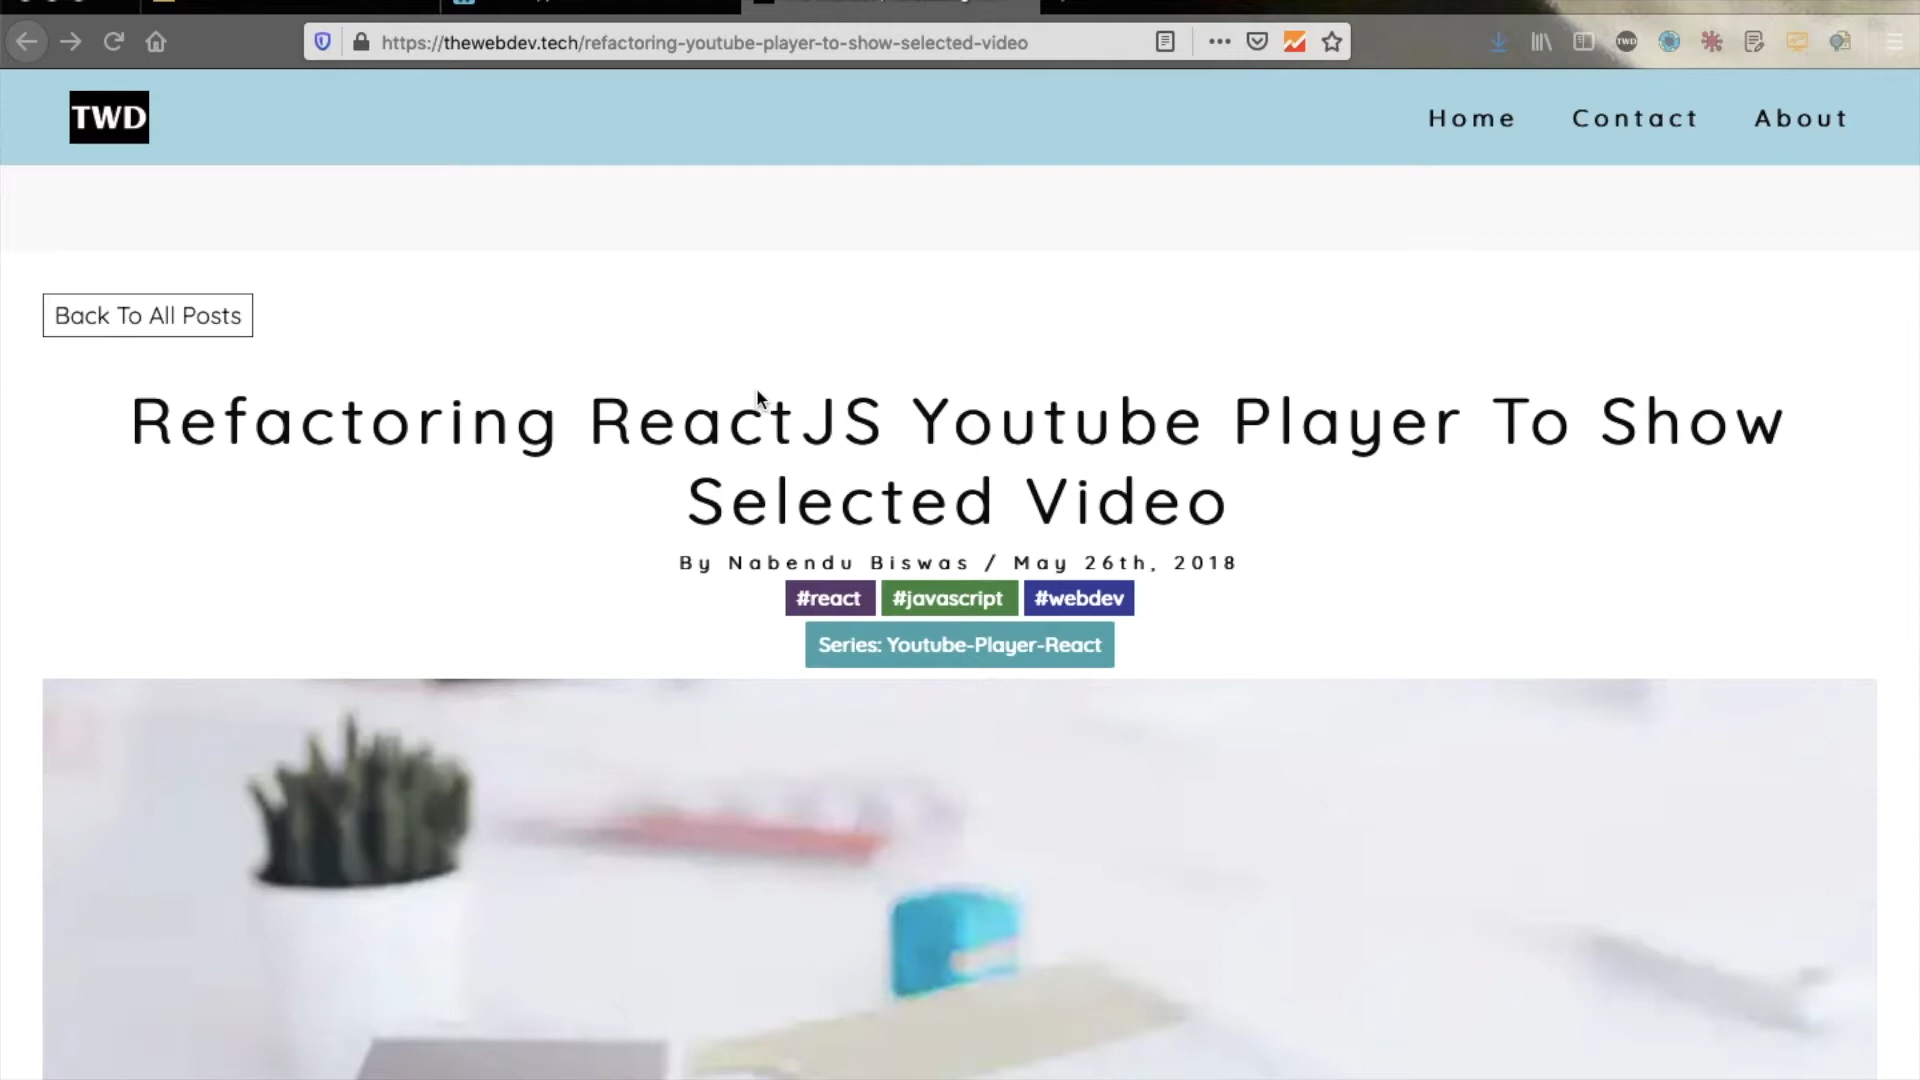 https://thewebdev.tech/refactoring-youtube-player-to-show-selected-video
TWD
TWD
Home
Contact
About
Back To All Posts
Refactoring ReactJS Youtube Player To Show
Selected Video
By Nabendu Biswas / May 26th, 2018
#react
#javascript
#webdev
Series: Youtube-Player-React